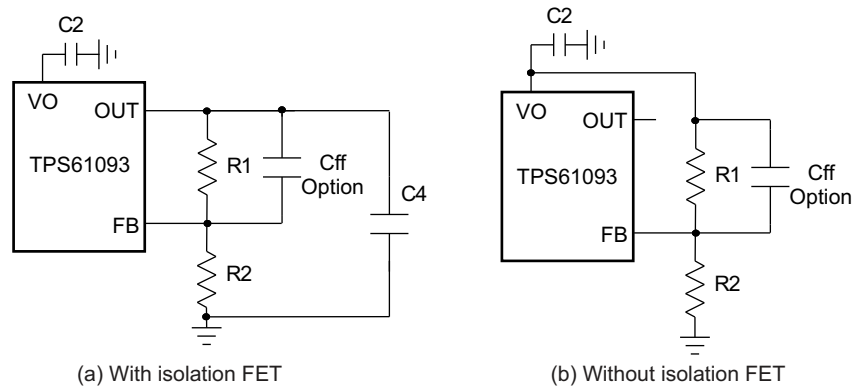 C2
VO
OUT
TPS61093
R1
Cff
Option
C4
FB
R2
(a) With isolation FET
C2
VO
OUT
TPS61093
R1
Cff
Option
FB
R2
(b) Without isolation FET